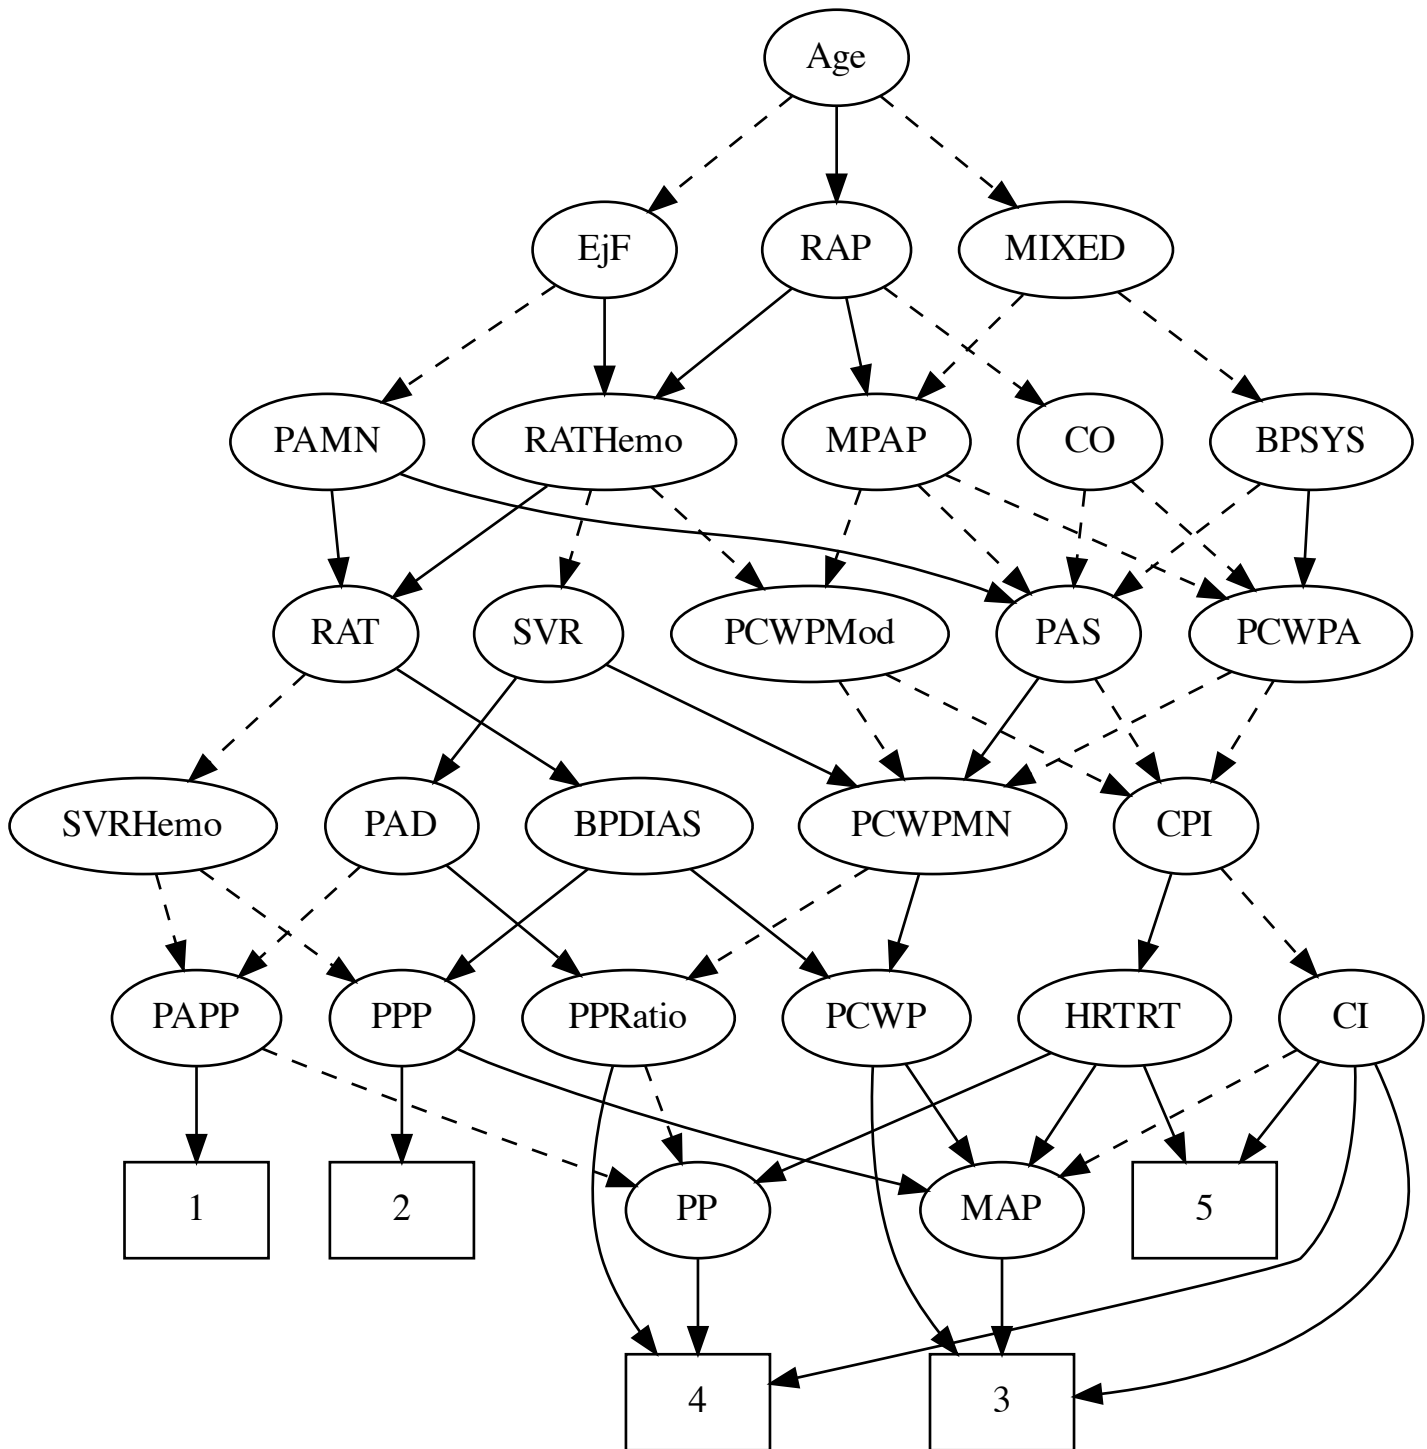 Age
EjF
RAP
MIXED
PAMN
RATHemo
MPAP
CO
BPSYS
RAT
SVR
PCWPMod
PAS
PCWPA
SVRHemo
PAD
BPDIAS
PCWPMN
CPI
PAPP
PPP
PPRatio
PCWP
HRTRT
CI
1
2
PP
MAP
5
4
3